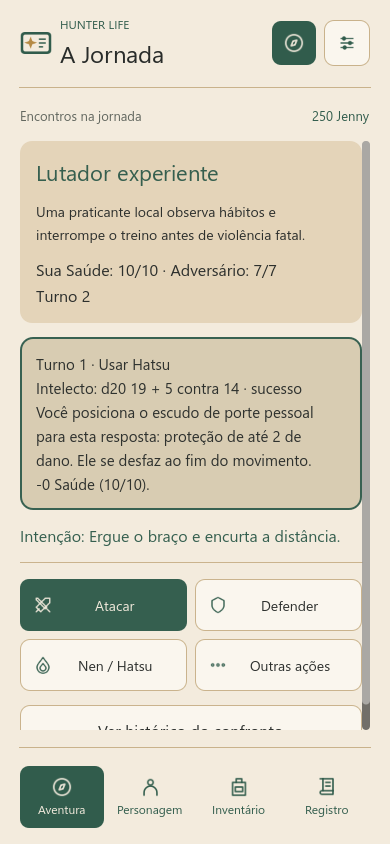 HUNTER LIFE
A Jornada
Encontros na jornada
250 Jenny
Lutador experiente
Uma praticante local observa hábitos e
interrompe o treino antes de violência fatal.
Sua Saúde: 10/10 · Adversário: 7/7
Turno 2
Turno 1 · Usar Hatsu
Intelecto: d20 19 + 5 contra 14 · sucesso
Você posiciona o escudo de porte pessoal
para esta resposta: proteção de até 2 de
dano. Ele se desfaz ao fim do movimento.
-0 Saúde (10/10).
Intenção: Ergue o braço e encurta a distância.
Atacar
Defender
Nen / Hatsu
Outras ações
Ver histórico do confronto
Aventura
Personagem
Inventário
Registro